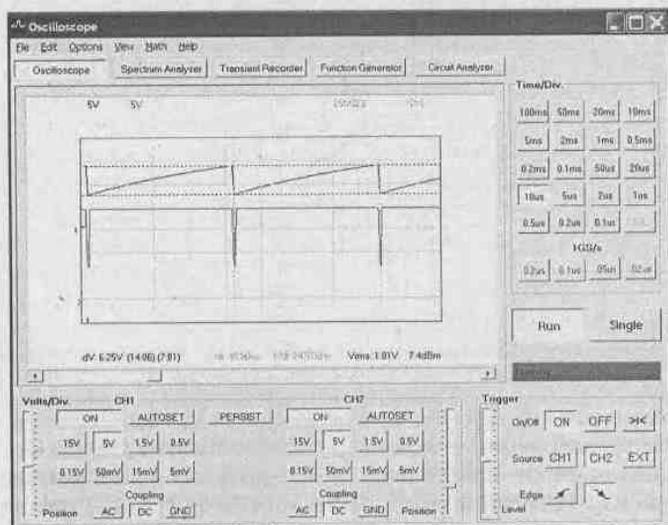 Oscilloscope
File Edit Options View Math Help
Oscilloscope Spectrum Analyzer Transient Recorder Function Generator Circuit Analyzer
5V 5V
Time/Div.
100ms 50ms 20ms 10ms
5ms 2ms 1ms 0.5ms
0.2ms 0.1ms 50us 20us
10us 5us 2us 1us
0.5us 0.2us 0.1us
1GS/s
0.2us 0.1us .05us .02us
Run Single
dV: 6.25V (14.06) (7.81) Vrms: 1.01V 7.4dBm
Volts/Div. CH1 CH2 Trigger
ON AUTOSET PERSIST ON AUTOSET On/Off ON OFF
15V 5V 1.5V 0.5V 15V 5V 1.5V 0.5V
Source CH1 CH2 EXT
0.15V 50mV 15mV 5mV 0.15V 50mV 15mV 5mV
Coupling Coupling Edge
Position AC DC GND AC DC GND Position Level